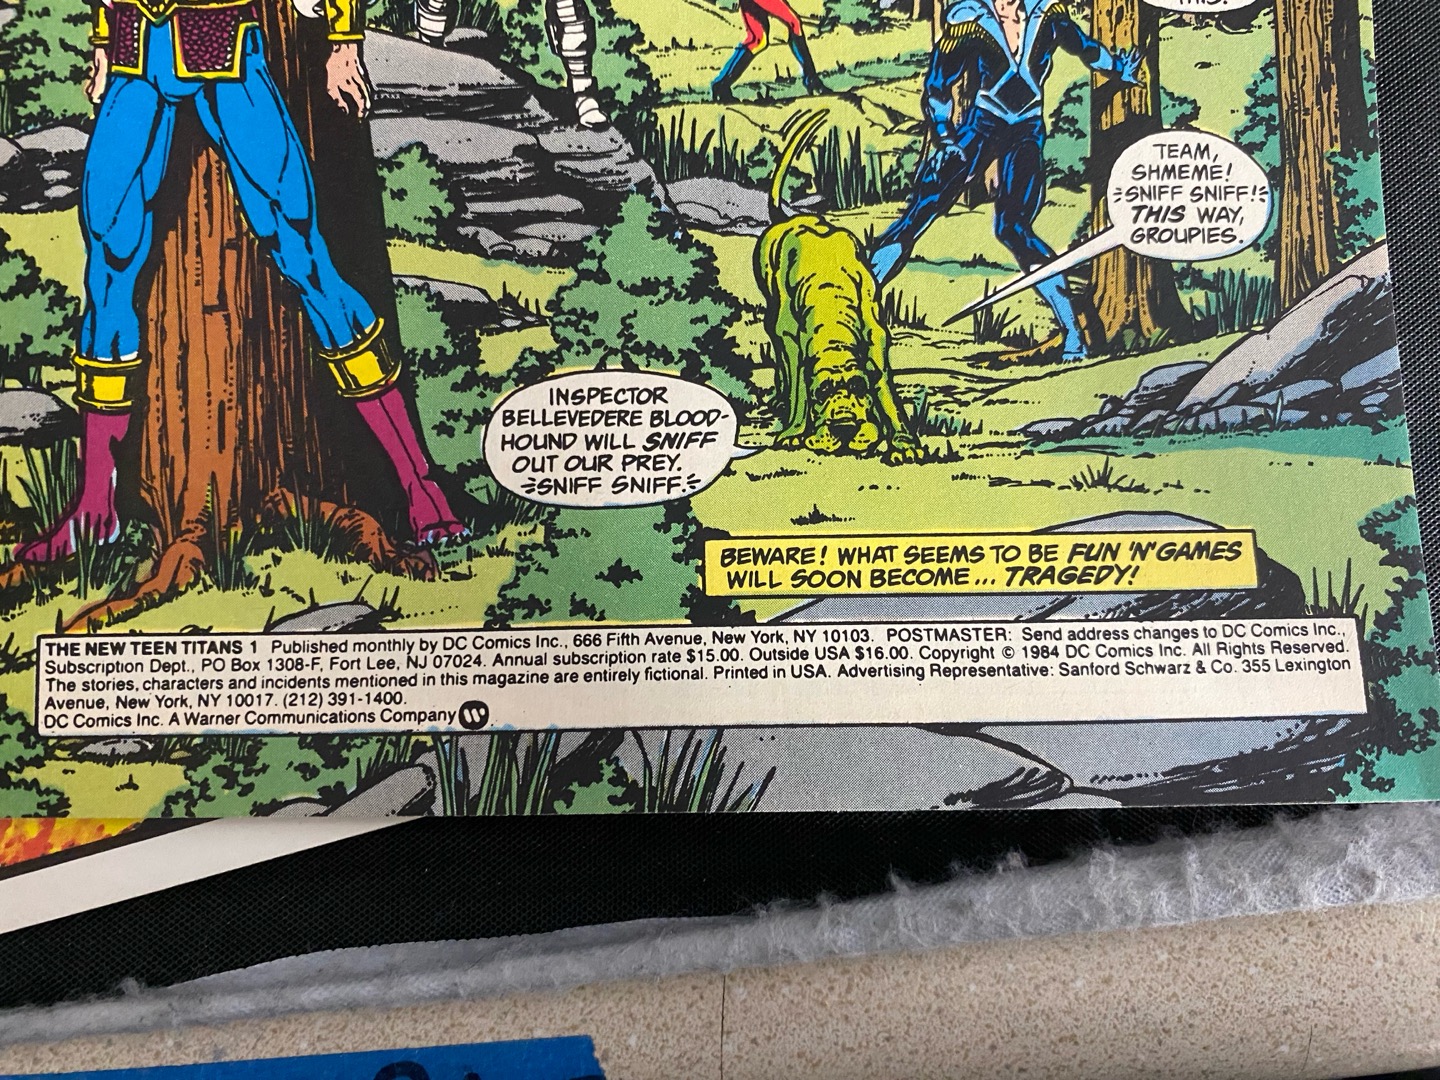 THIS.
TEAM,
SHMEME!
SNIFF SNIFF!
THIS WAY,
GROUPIES.
INSPECTOR
BELLEVEDERE BLOOD-
HOUND WILL SNIFF
OUT OUR PREY.
SNIFF SNIFF.
BEWARE! WHAT SEEMS TO BE FUN 'N' GAMES
WILL SOON BECOME... TRAGEDY!
THE NEW TEEN TITANS 1 Published monthly by DC Comics Inc., 666 Fifth Avenue, New York, NY 10103. POSTMASTER: Send address changes to DC Comics Inc.,
Subscription Dept., PO Box 1308-F, Fort Lee, NJ 07024. Annual subscription rate $15.00. Outside USA $16.00. Copyright © 1984 DC Comics Inc. All Rights Reserved.
The stories, characters and incidents mentioned in this magazine are entirely fictional. Printed in USA. Advertising Representative: Sanford Schwarz & Co. 355 Lexington
Avenue, New York, NY 10017. (212) 391-1400.
DC Comics Inc. A Warner Communications Company